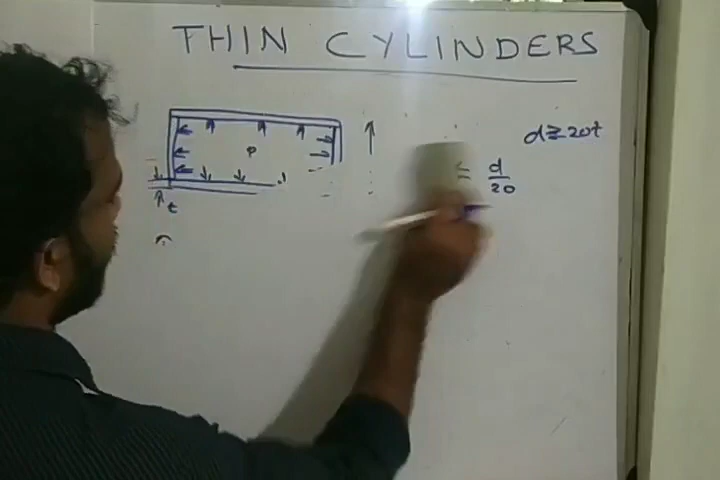 THIN CYLINDERS
d ≥ 20t
P
≤ d/20
t